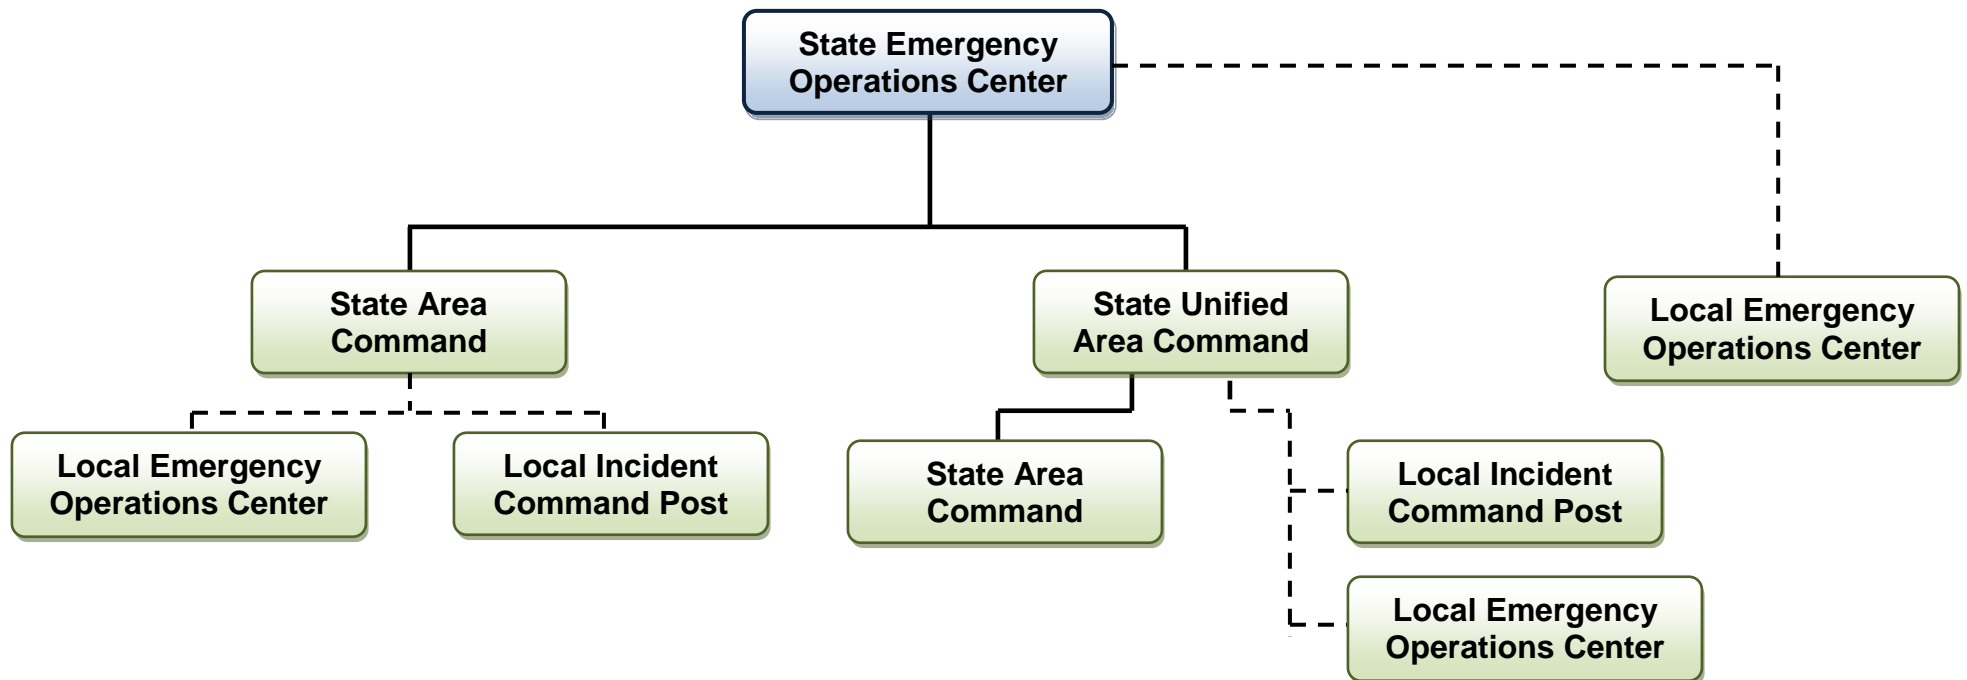 State Emergency
Operations Center
State Area
Command
State Unified
Area Command
Local Emergency
Operations Center
Local Emergency
Operations Center
Local Incident
Command Post
State Area
Command
Local Incident
Command Post
Local Emergency
Operations Center